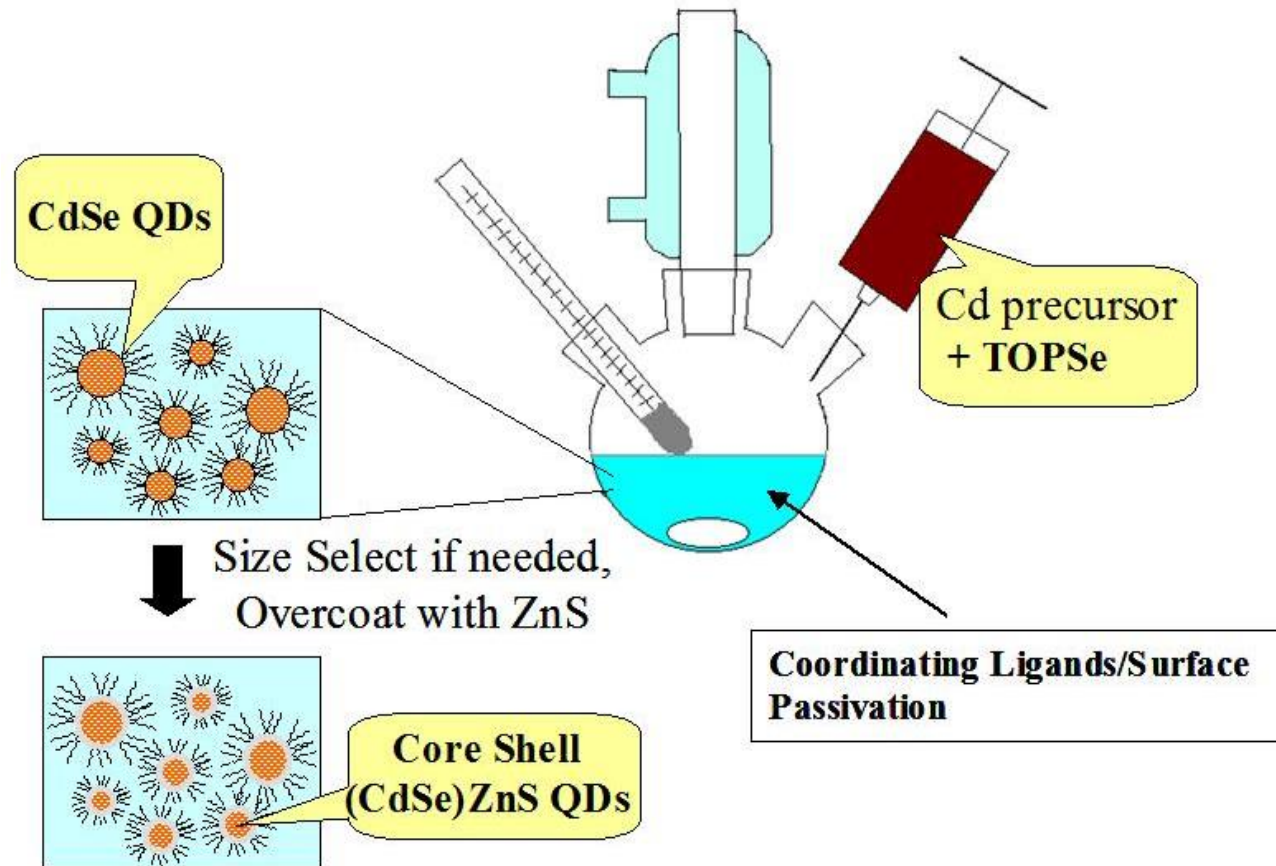 CdSe QDs
Cd precursor
+ TOPSe
Size Select if needed,
Overcoat with ZnS
Coordinating Ligands/Surface
Passivation
Core Shell
(CdSe)ZnS QDs